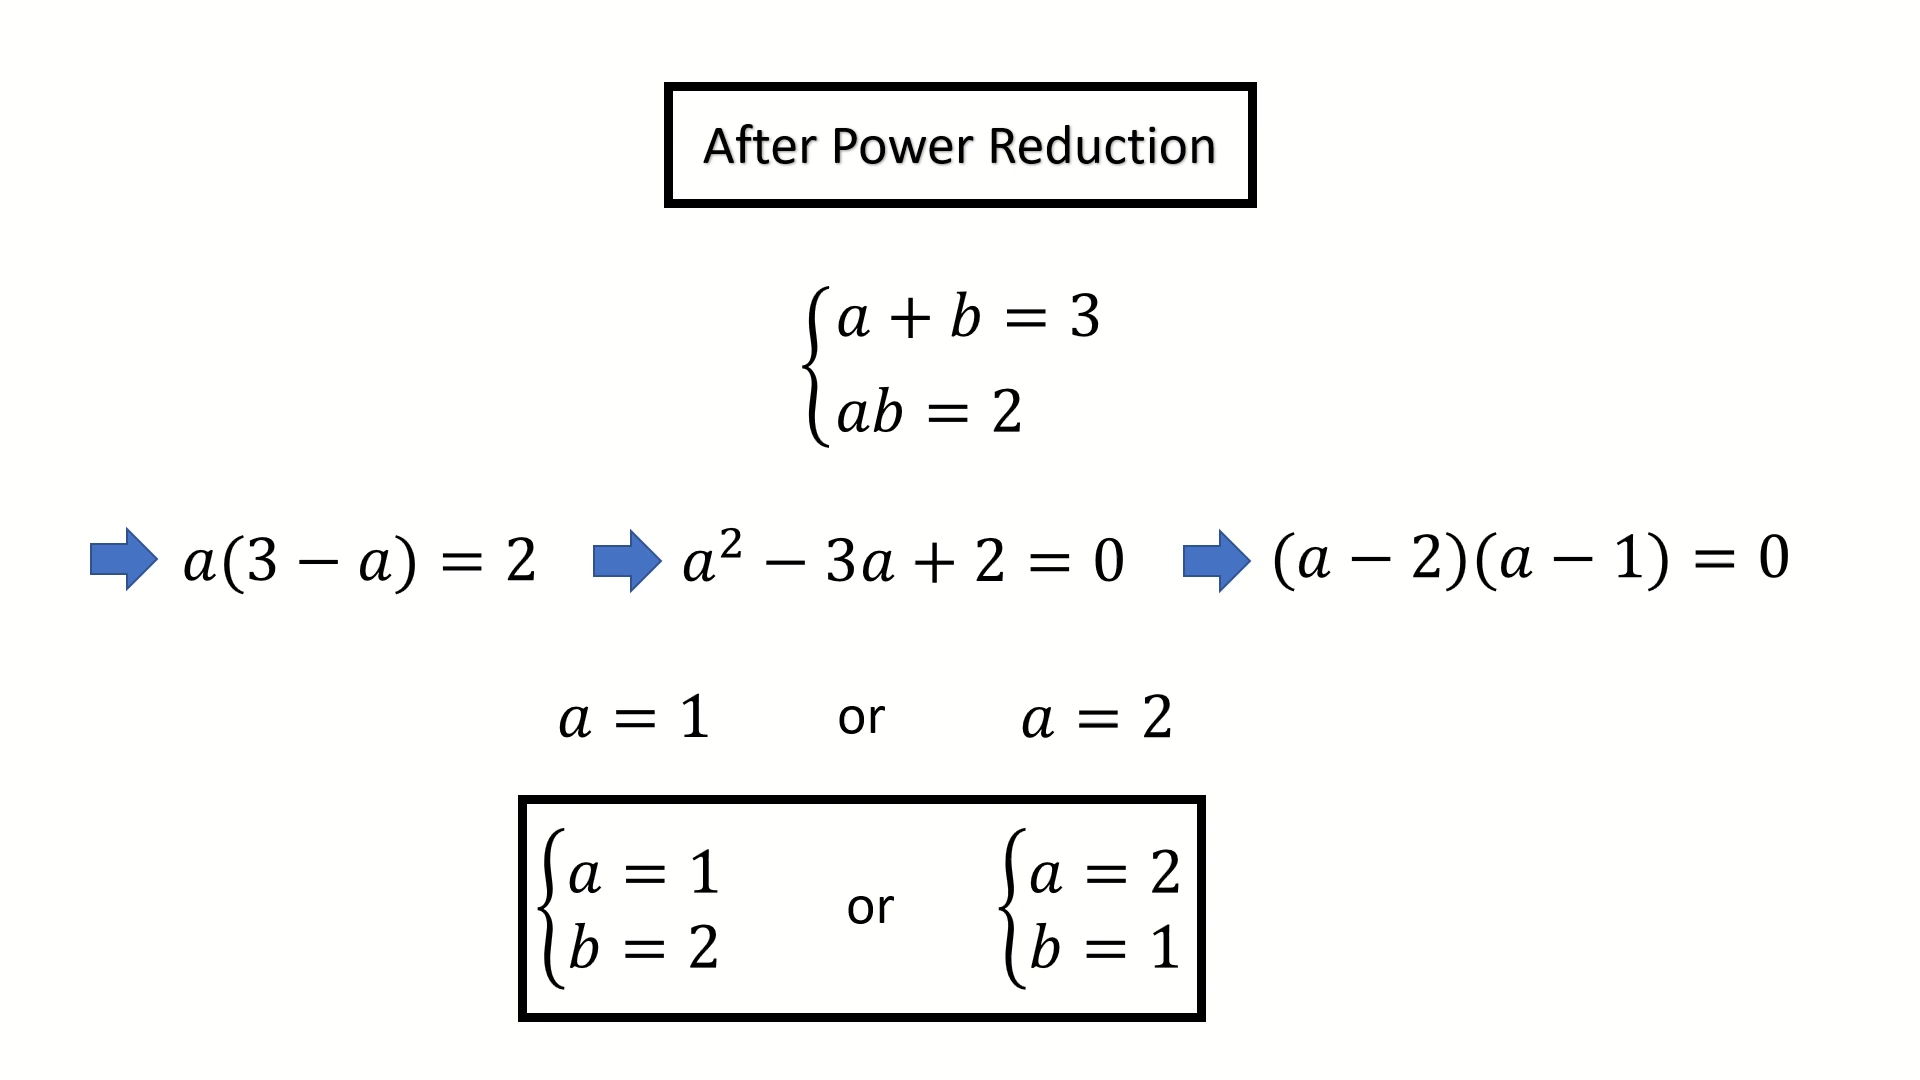 After Power Reduction
a + b = 3
ab = 2
a(3 − a) = 2 a² − 3a + 2 = 0 (a − 2)(a − 1) = 0
a = 1 or a = 2
a = 1 a = 2
or
b = 2 b = 1